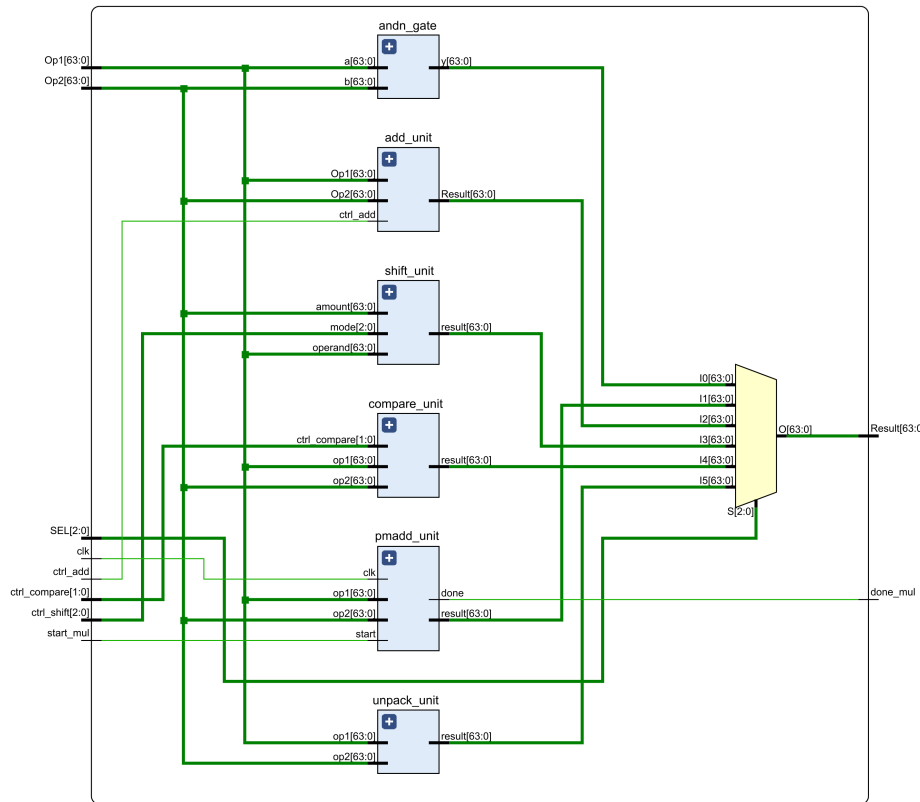 andn_gate
Op1[63:0]
a[63:0]
y[63:0]
Op2[63:0]
b[63:0]
add_unit
Op1[63:0]
Op2[63:0]
Result[63:0]
ctrl_add
shift_unit
amount[63:0]
mode[2:0]
result[63:0]
operand[63:0]
I0[63:0]
I1[63:0]
compare_unit
I2[63:0]
O[63:0]
Result[63:0
ctrl_compare[1:0]
I3[63:0]
op1[63:0]
result[63:0]
I4[63:0]
op2[63:0]
I5[63:0]
S[2:0]
SEL[2:0]
pmadd_unit
clk
clk
ctrl_add
ctrl_compare[1:0]
op1[63:0]
done
done_mul
ctrl_shift[2:0]
op2[63:0]
result[63:0]
start_mul
start
unpack_unit
op1[63:0]
result[63:0]
op2[63:0]